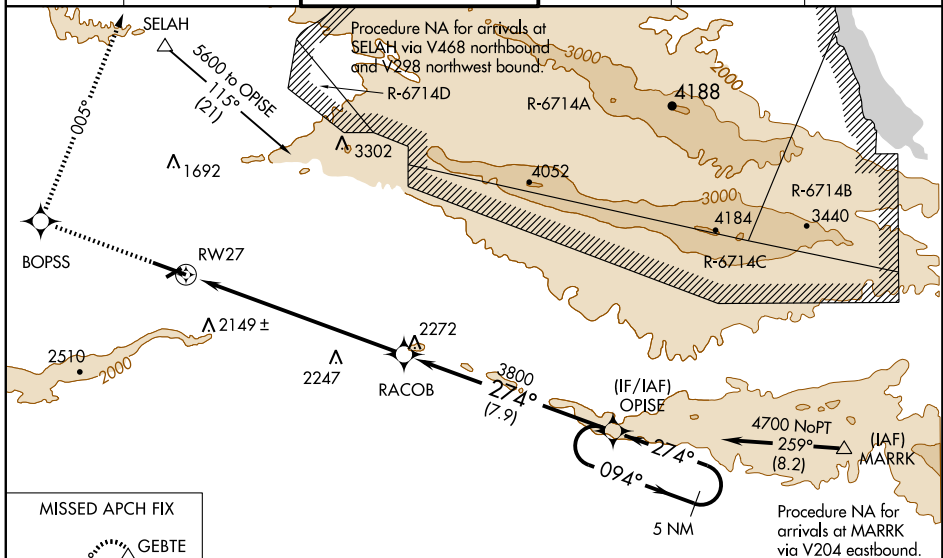 SELAH
Procedure NA for arrivals at
SELAH via V468 northbound
and V298 northwest bound.
5600 to OPISE
115°
(21)
005°
R-6714D
R-6714A
3000
2000
4188
3302
1692
4052
3000
R-6714B
4184
3440
R-6714C
BOPSS
RW27
2149 ±
2272
2510
2000
2247
RACOB
3800
274°
(7.9)
(IF/IAF)
OPISE
4700 NoPT
259°
(8.2)
(IAF)
MARRK
274°
094°
5 NM
MISSED APCH FIX
GEBTE
Procedure NA for
arrivals at MARRK
via V204 eastbound.